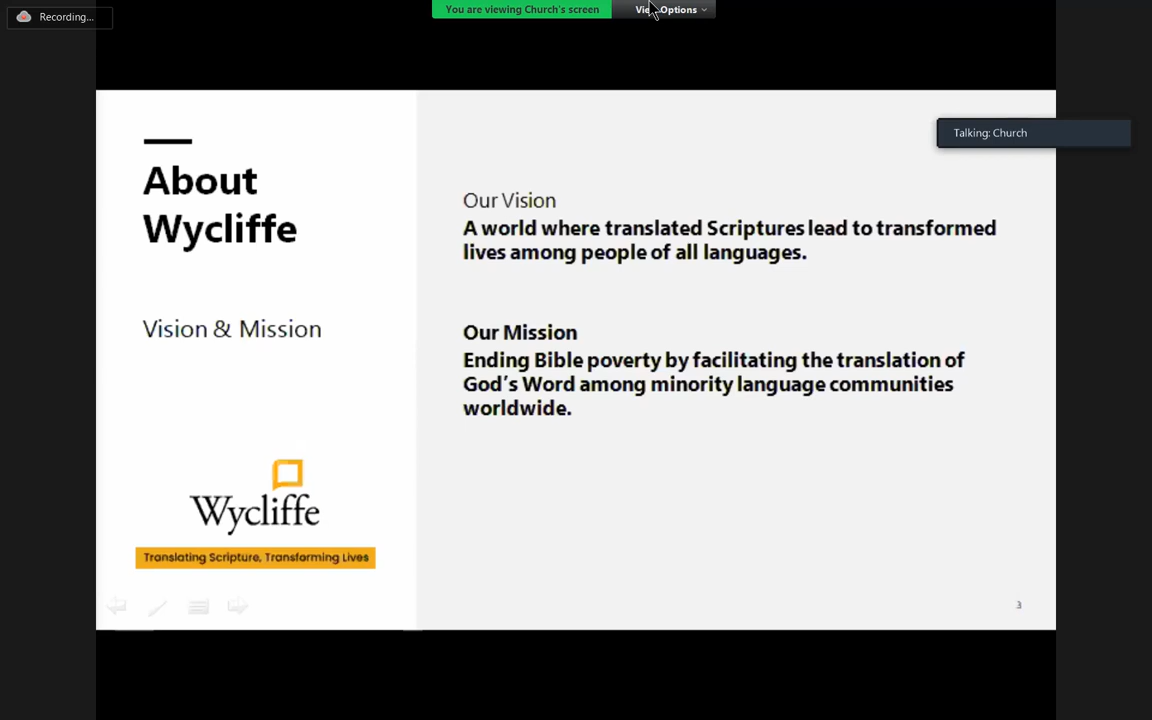 Recording...
You are viewing Church's screen
View Options
Talking: Church
About
Wycliffe
Vision & Mission
Wycliffe
Translating Scripture, Transforming Lives
Our Vision
A world where translated Scriptures lead to transformed
lives among people of all languages.
Our Mission
Ending Bible poverty by facilitating the translation of
God's Word among minority language communities
worldwide.
3